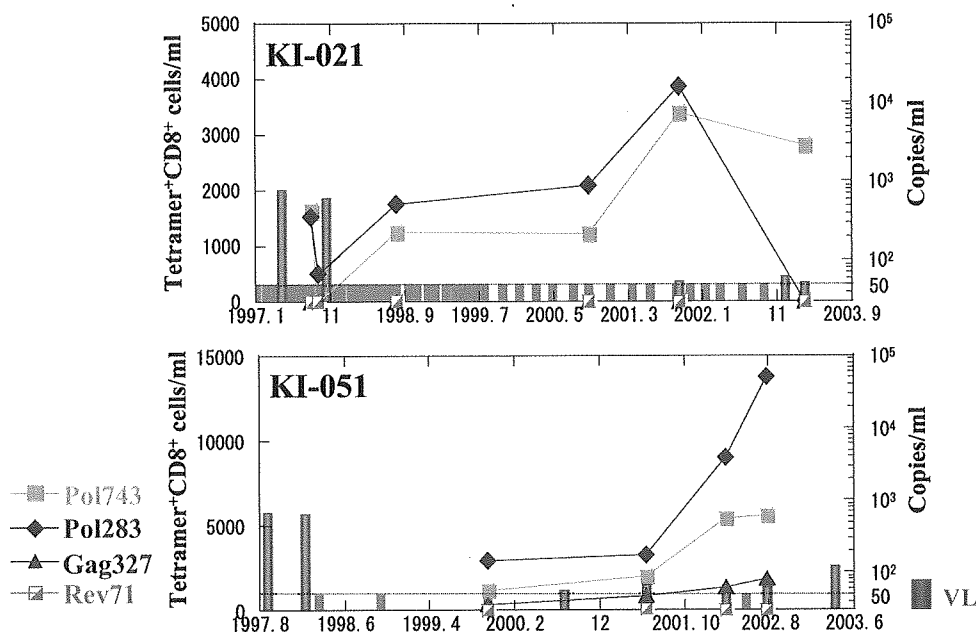 KI-021
Tetramer⁺CD8⁺ cells/ml
5000
4000
3000
2000
1000
0
10⁵
10⁴
10³
10²
50
Copies/ml
1997.1 11 1998.9 1999.7 2000.5 2001.3 2002.1 11 2003.9
KI-051
Tetramer⁺CD8⁺ cells/ml
15000
10000
5000
0
10⁵
10⁴
10³
10²
50
Copies/ml
1997.8 1998.6 1999.4 2000.2 12 2001.10 2002.8 2003.6
Pol743
Pol283
Gag327
Rev71
VL